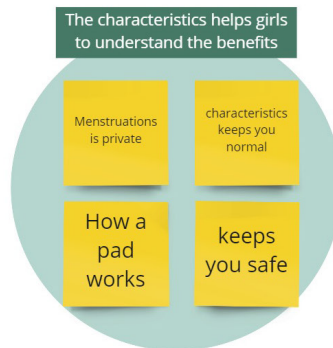 The characteristics helps girls
to understand the benefits
Menstruations
is private
characteristics
keeps you
normal
How a
pad
works
keeps
you safe